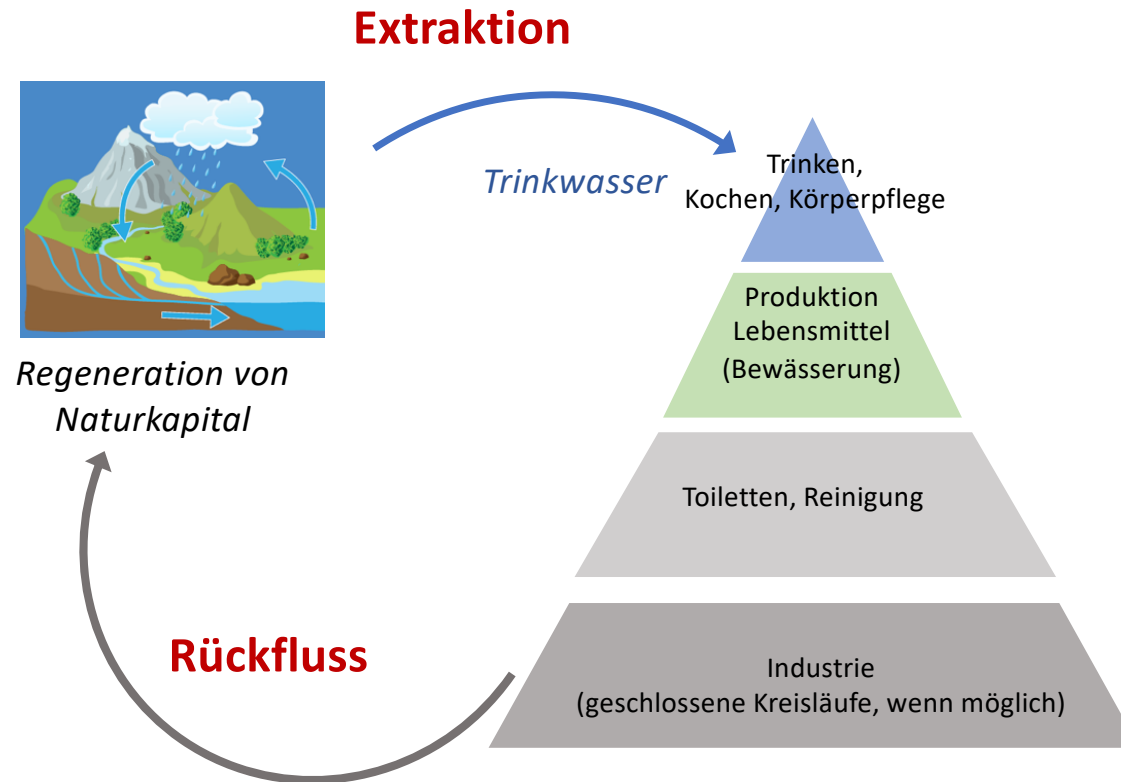 Extraktion
Trinkwasser
Trinken,
Kochen, Körperpflege
Produktion
Lebensmittel
(Bewässerung)
Regeneration von
Naturkapital
Toiletten, Reinigung
Rückfluss
Industrie
(geschlossene Kreisläufe, wenn möglich)